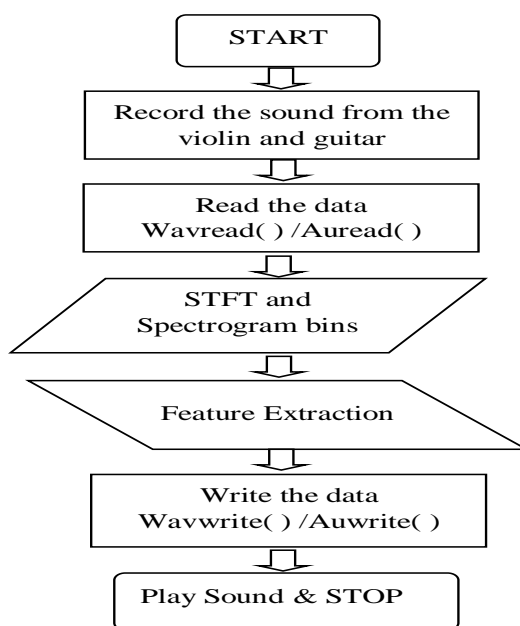 START
Record the sound from the
violin and guitar
Read the data
Wavread( ) /Auread( )
STFT and
Spectrogram bins
Feature Extraction
Write the data
Wavwrite( ) /Auwrite( )
Play Sound & STOP